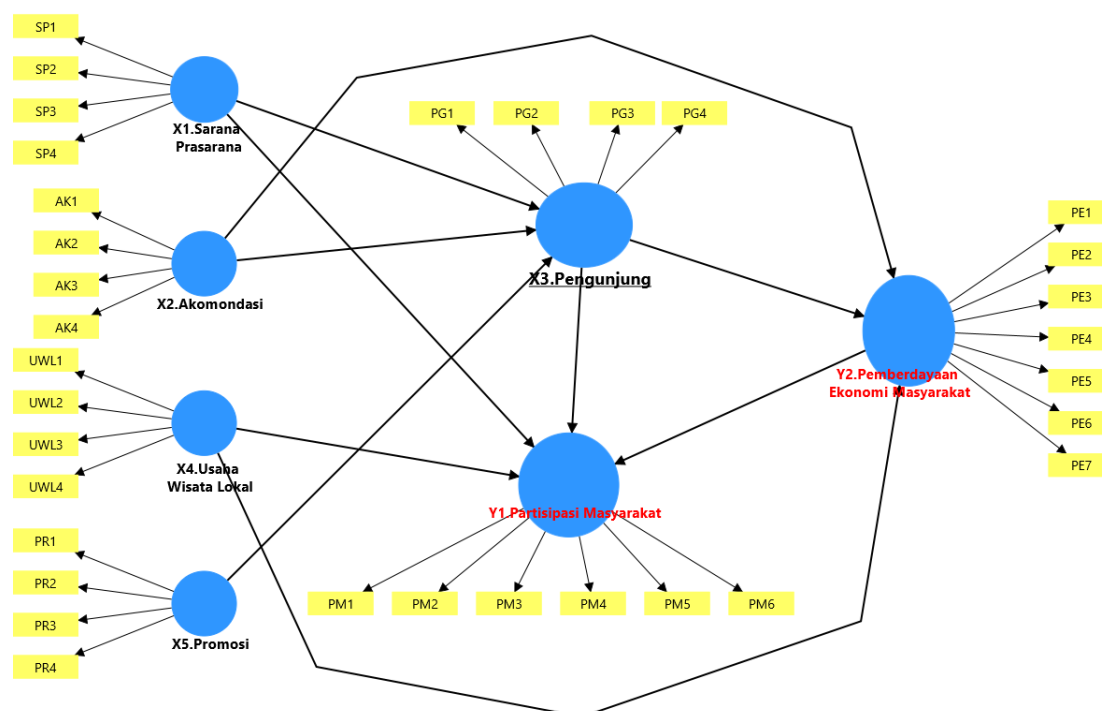 SP1
SP2
SP3
SP4
X1.Sarana
Prasarana
PG1
PG2
PG3
PG4
AK1
AK2
AK3
AK4
X2.Akomondasi
X3.Pengunjung
PE1
PE2
PE3
PE4
PE5
PE6
PE7
Y2.Pemberdayaan
Ekonomi Masyarakat
UWL1
UWL2
UWL3
UWL4
X4.Usaha
Wisata Lokal
Y1.Partisipasi Masyarakat
PM1
PM2
PM3
PM4
PM5
PM6
PR1
PR2
PR3
PR4
X5.Promosi